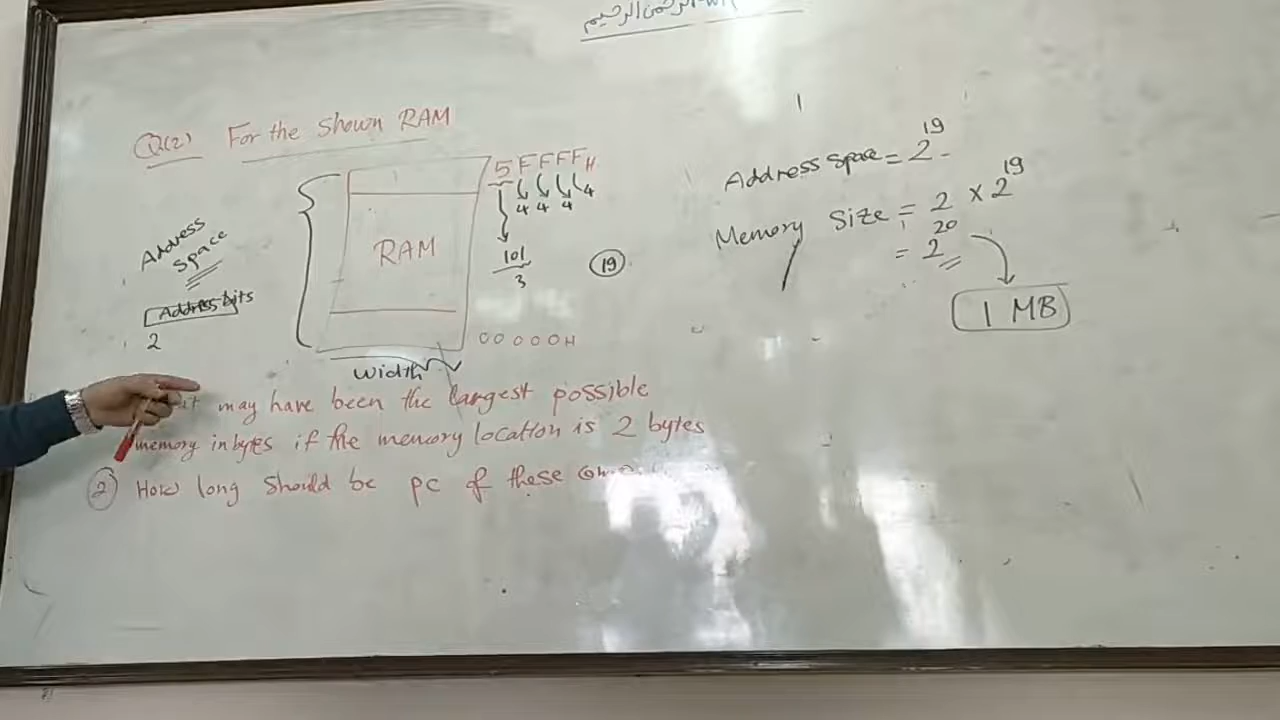 الرحمن الرحيم
Q(2) For the Shown RAM
5FFFFH
4 4 4 4
101
3
19
RAM
Address
Space
Address bits
2
00000H
width
may have been the largest possible
memory in bytes if the memory location is 2 bytes
2) How long should be pc of these
1
Address Space = 2^19
Memory Size = 2 × 2^19
= 2^20
1 MB